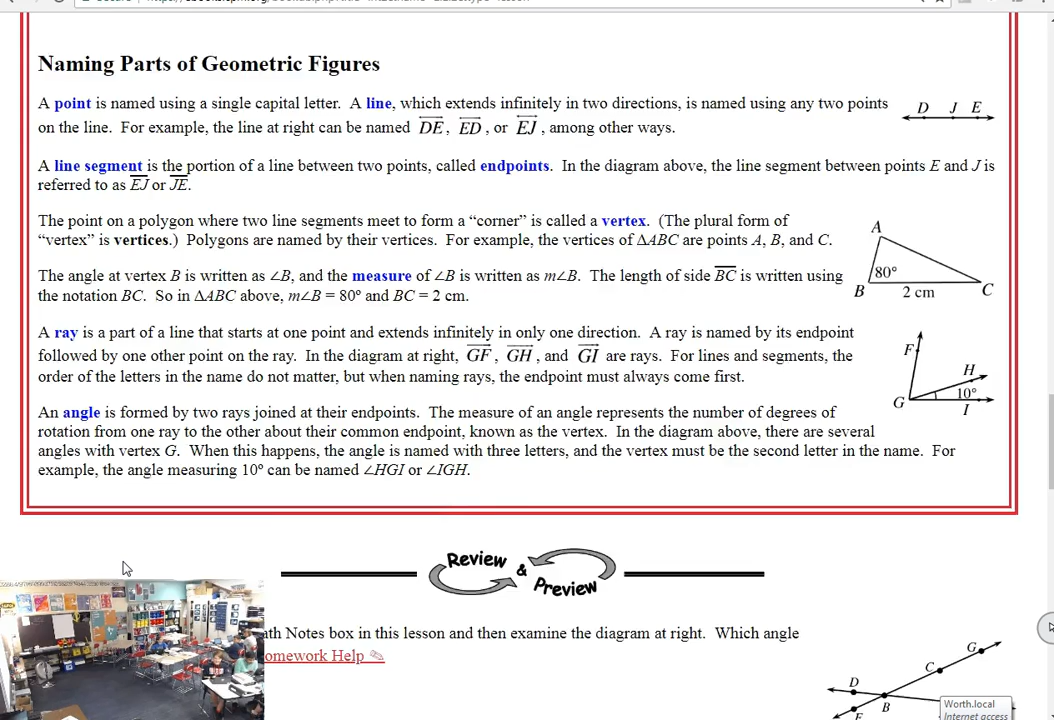 Naming Parts of Geometric Figures
A point is named using a single capital letter. A line, which extends infinitely in two directions, is named using any two points
on the line. For example, the line at right can be named DE, ED, or EJ, among other ways.
D J E
A line segment is the portion of a line between two points, called endpoints. In the diagram above, the line segment between points E and J is
referred to as EJ or JE.
The point on a polygon where two line segments meet to form a “corner” is called a vertex. (The plural form of
“vertex” is vertices.) Polygons are named by their vertices. For example, the vertices of ΔABC are points A, B, and C.
The angle at vertex B is written as ∠B, and the measure of ∠B is written as m∠B. The length of side BC is written using
the notation BC. So in ΔABC above, m∠B = 80° and BC = 2 cm.
A
80°
B 2 cm C
A ray is a part of a line that starts at one point and extends infinitely in only one direction. A ray is named by its endpoint
followed by one other point on the ray. In the diagram at right, GF, GH, and GI are rays. For lines and segments, the
order of the letters in the name do not matter, but when naming rays, the endpoint must always come first.
F
H
G 10°
I
An angle is formed by two rays joined at their endpoints. The measure of an angle represents the number of degrees of
rotation from one ray to the other about their common endpoint, known as the vertex. In the diagram above, there are several
angles with vertex G. When this happens, the angle is named with three letters, and the vertex must be the second letter in the name. For
example, the angle measuring 10° can be named ∠HGI or ∠IGH.
Review & Preview
ath Notes box in this lesson and then examine the diagram at right. Which angle
omework Help
G
C
D
B
E
Worth.local
Internet access